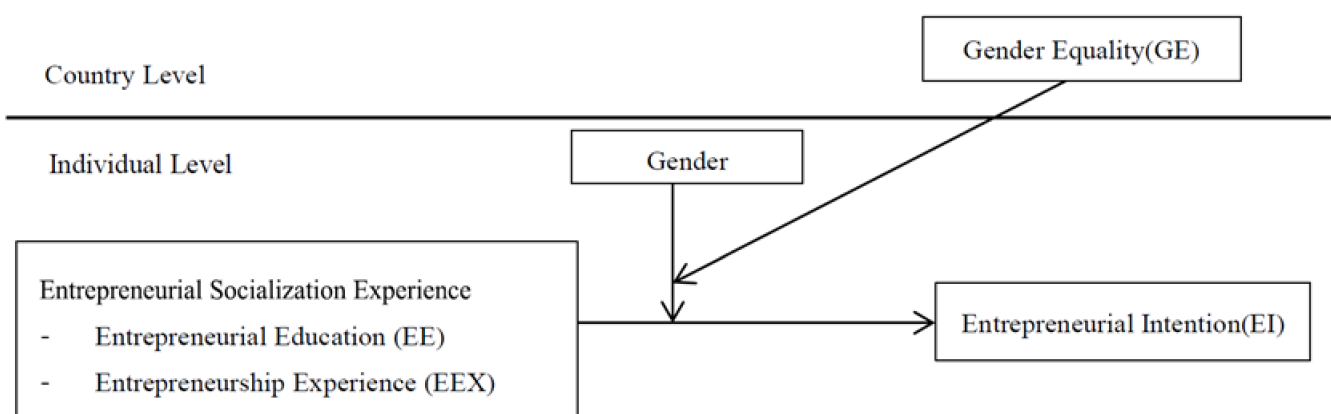 Gender Equality(GE)
Country Level
Individual Level
Gender
Entrepreneurial Socialization Experience
- Entrepreneurial Education (EE)
- Entrepreneurship Experience (EEX)
Entrepreneurial Intention(EI)